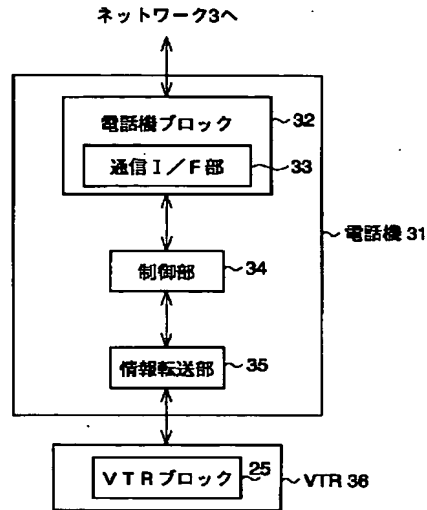 ネットワーク3へ
電話機ブロック
32
通信I/F部
33
電話機 31
制御部
34
情報転送部
35
VTRブロック
25
VTR 36